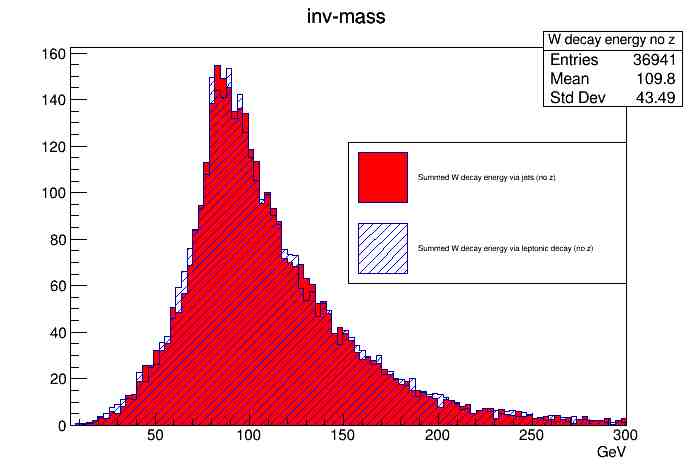 inv-mass
W decay energy no z
Entries 36941
Mean 109.8
Std Dev 43.49
160
140
120
100
80
60
40
20
0
Summed W decay energy via jets (no z)
Summed W decay energy via leptonic decay (no z)
50 100 150 200 250 300
GeV